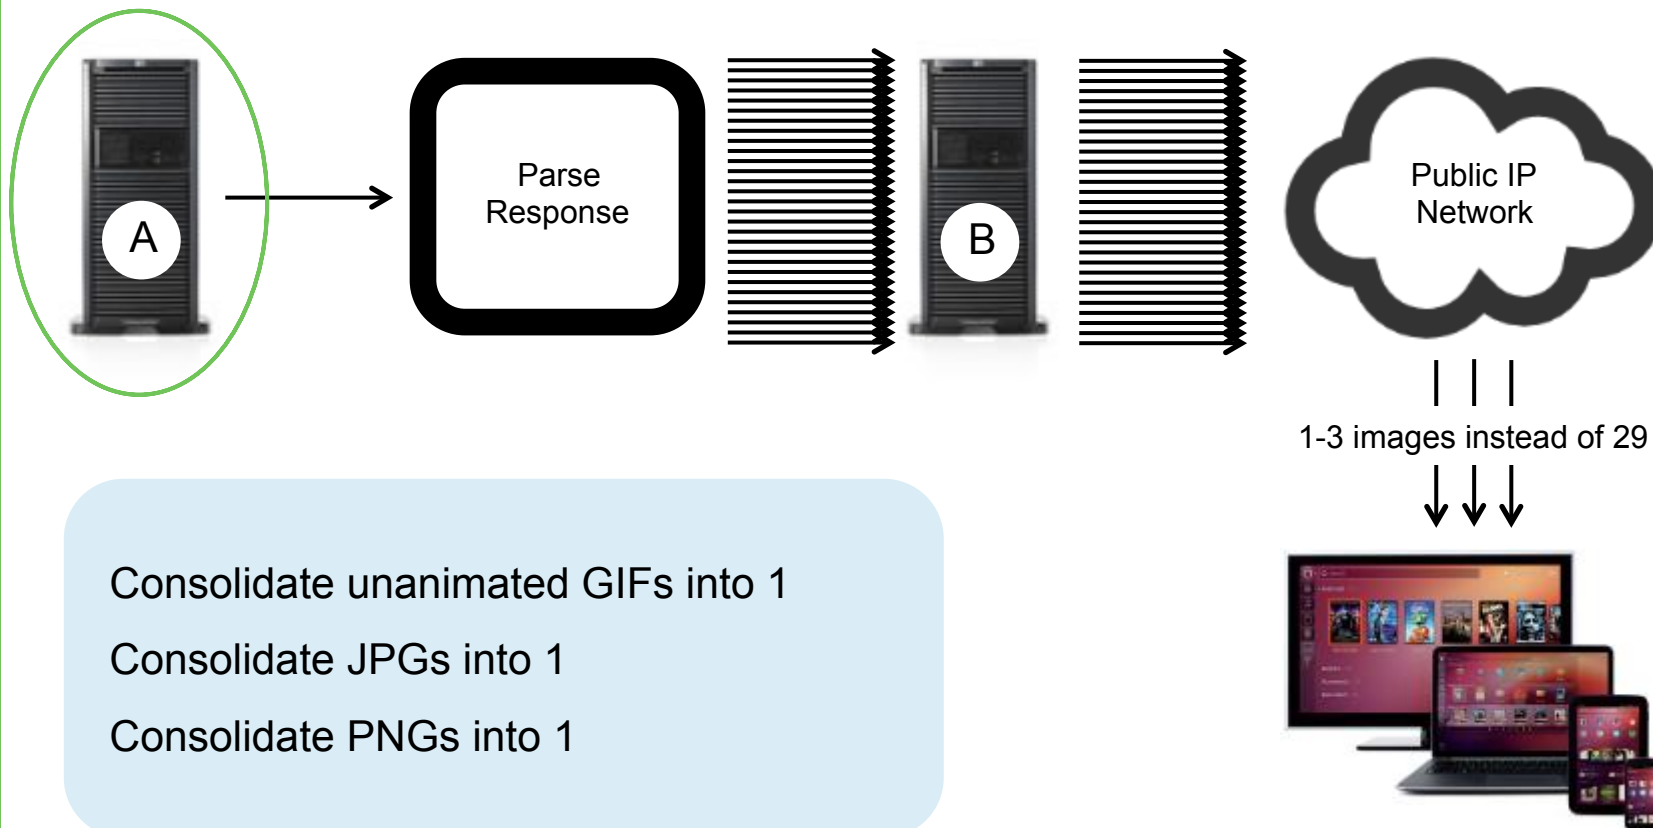 A
Parse
Response
B
Public IP
Network
1-3 images instead of 29
Consolidate unanimated GIFs into 1
Consolidate JPGs into 1
Consolidate PNGs into 1